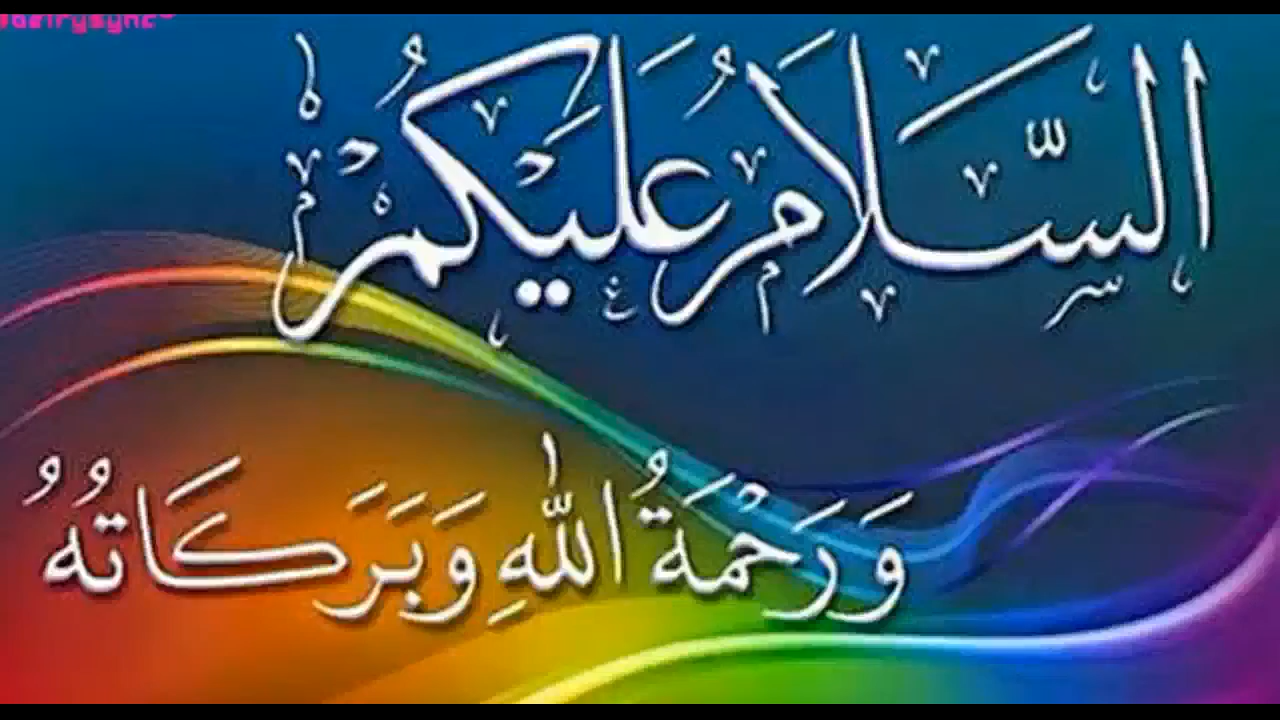 السَّلَامُ عَلَيْكُمْ
وَرَحْمَةُ اللهِ وَبَرَكَاتُهُ